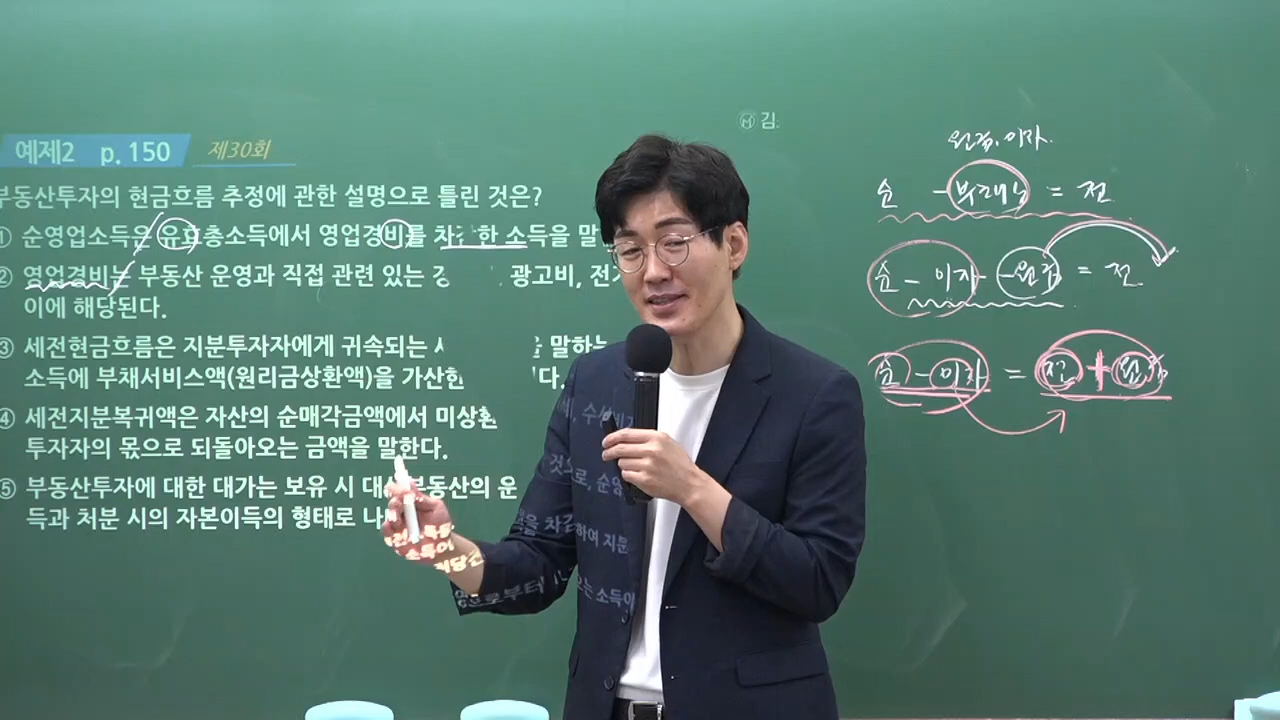 예제2 p. 150 제30회
부동산투자의 현금흐름 추정에 관한 설명으로 틀린 것은?
① 순영업소득은 유효총소득에서 영업경비를 차감한 소득을 말
② 영업경비는 부동산 운영과 직접 관련 있는 경 광고비, 전기
이에 해당된다.
③ 세전현금흐름은 지분투자자에게 귀속되는 세 을 말하는
소득에 부채서비스액(원리금상환액)을 가산한 다.
④ 세전지분복귀액은 자산의 순매각금액에서 미상환
투자자의 몫으로 되돌아오는 금액을 말한다.
⑤ 부동산투자에 대한 대가는 보유 시 대상부동산의 운
득과 처분 시의 자본이득의 형태로 나
김.
원금. 이자.
순 - 부채서 = 전
순 - 이자 - 원금 = 전
순 - 이자 = 전 + 원금